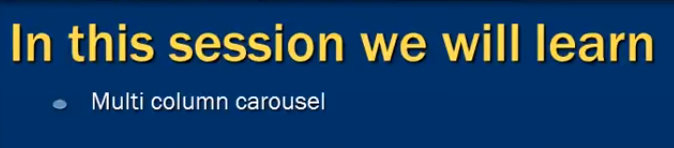 In this session we will learn
Multi column carousel